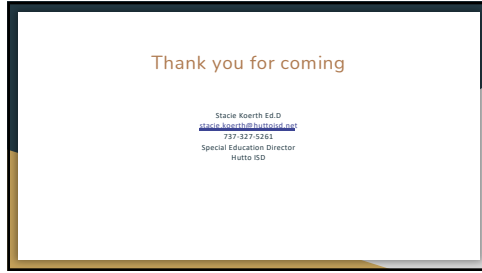 Thank you for coming
Stacie Koerth Ed.D
stacie.koerth@huttoisd.net
737-327-5261
Special Education Director
Hutto ISD